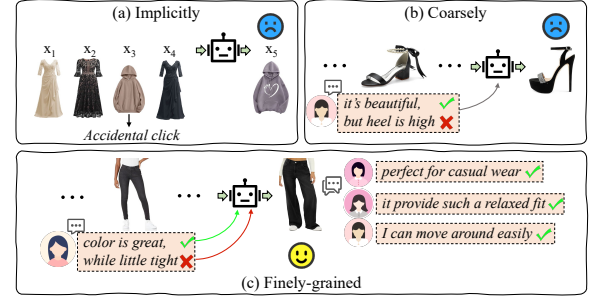 (a) Implicitly
x1 x2 x3 x4 x5
Accidental click
(b) Coarsely
it's beautiful,
but heel is high
color is great,
while little tight
perfect for casual wear
it provide such a relaxed fit
I can move around easily
(c) Finely-grained